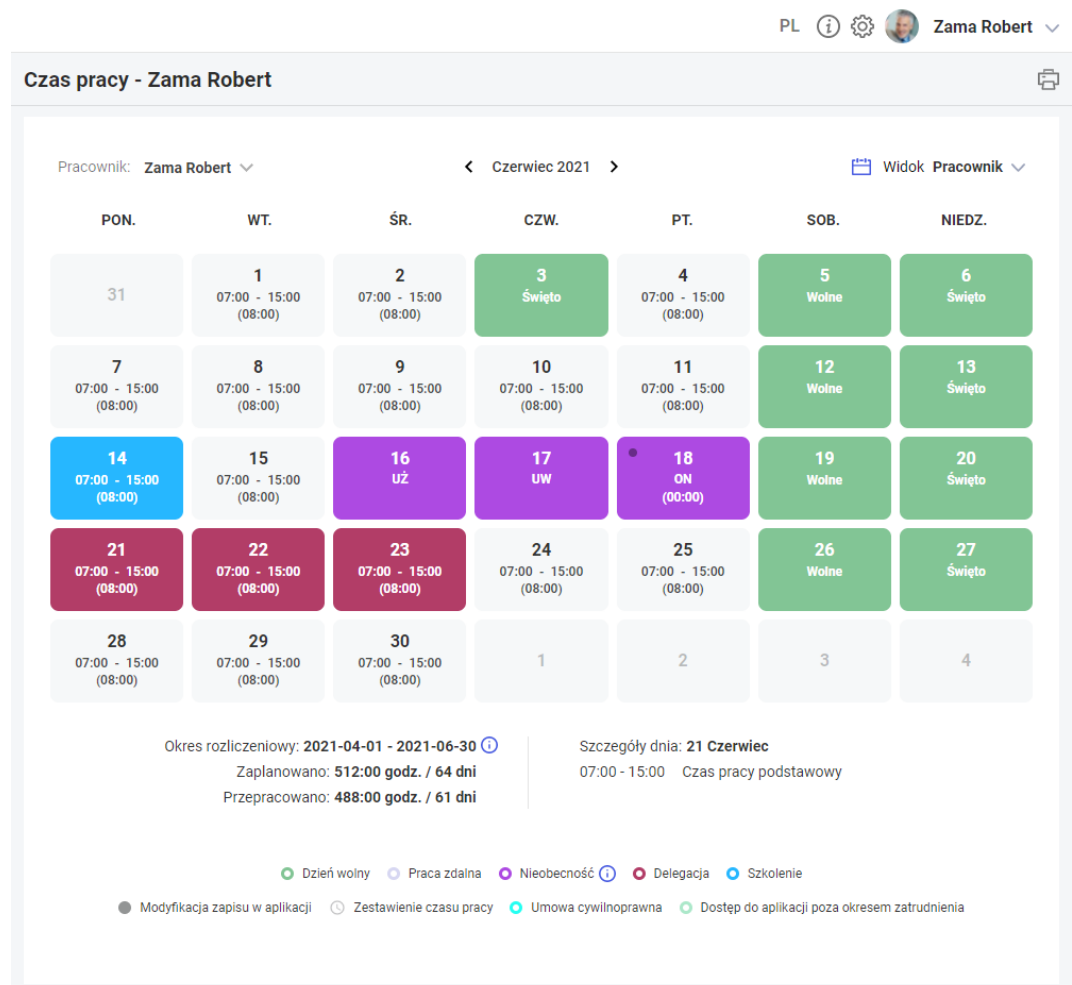 PL Zama Robert
Czas pracy - Zama Robert
Pracownik: Zama Robert Czerwiec 2021 Widok Pracownik
PON. WT. ŚR. CZW. PT. SOB. NIEDZ.
31 1 2 3 4 5 6
07:00 - 15:00 07:00 - 15:00 Święto 07:00 - 15:00 Wolne Święto
(08:00) (08:00) (08:00)
7 8 9 10 11 12 13
07:00 - 15:00 07:00 - 15:00 07:00 - 15:00 07:00 - 15:00 07:00 - 15:00 Wolne Święto
(08:00) (08:00) (08:00) (08:00) (08:00)
14 15 16 17 18 19 20
07:00 - 15:00 07:00 - 15:00 UŻ UW ON Wolne Święto
(08:00) (08:00) (00:00)
21 22 23 24 25 26 27
07:00 - 15:00 07:00 - 15:00 07:00 - 15:00 07:00 - 15:00 07:00 - 15:00 Wolne Święto
(08:00) (08:00) (08:00) (08:00) (08:00)
28 29 30 1 2 3 4
07:00 - 15:00 07:00 - 15:00 07:00 - 15:00
(08:00) (08:00) (08:00)
Okres rozliczeniowy: 2021-04-01 - 2021-06-30
Zaplanowano: 512:00 godz. / 64 dni
Przepracowano: 488:00 godz. / 61 dni
Szczegóły dnia: 21 Czerwiec
07:00 - 15:00 Czas pracy podstawowy
Dzień wolny Praca zdalna Nieobecność Delegacja Szkolenie
Modyfikacja zapisu w aplikacji Zestawienie czasu pracy Umowa cywilnoprawna Dostęp do aplikacji poza okresem zatrudnienia